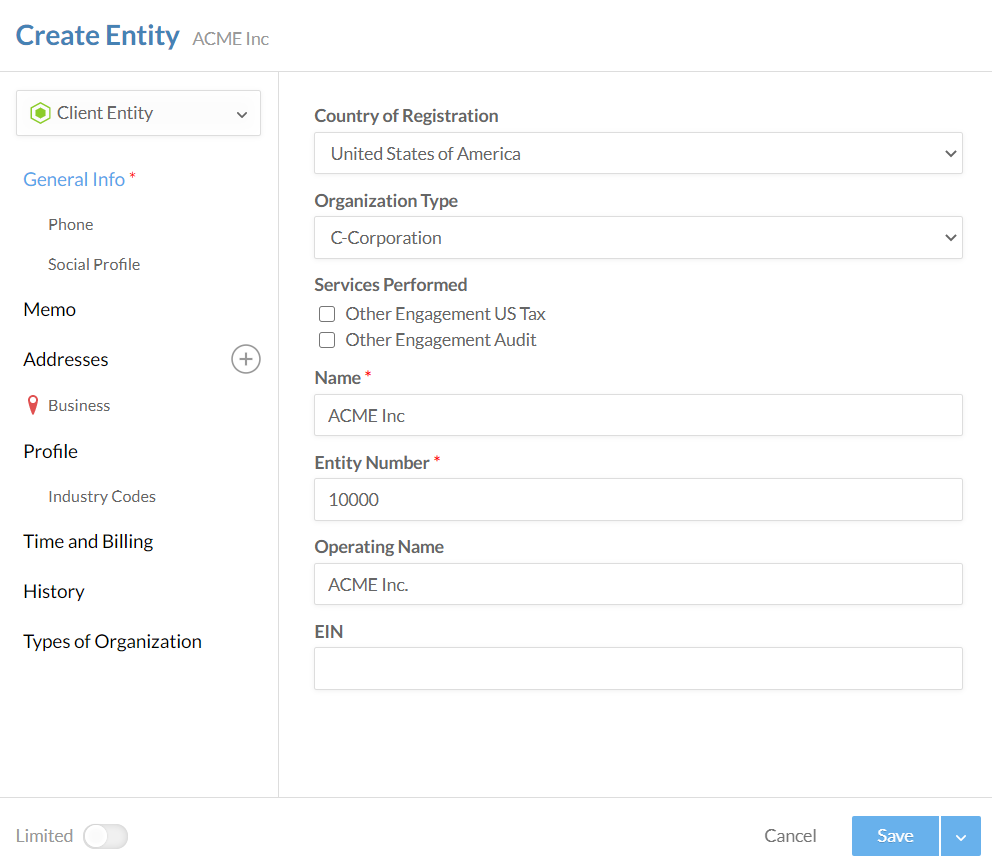 Create Entity ACME Inc
Client Entity
General Info *
Phone
Social Profile
Memo
Addresses
Business
Profile
Industry Codes
Time and Billing
History
Types of Organization
Country of Registration
United States of America
Organization Type
C-Corporation
Services Performed
Other Engagement US Tax
Other Engagement Audit
Name *
ACME Inc
Entity Number *
10000
Operating Name
ACME Inc.
EIN
Limited
Cancel
Save